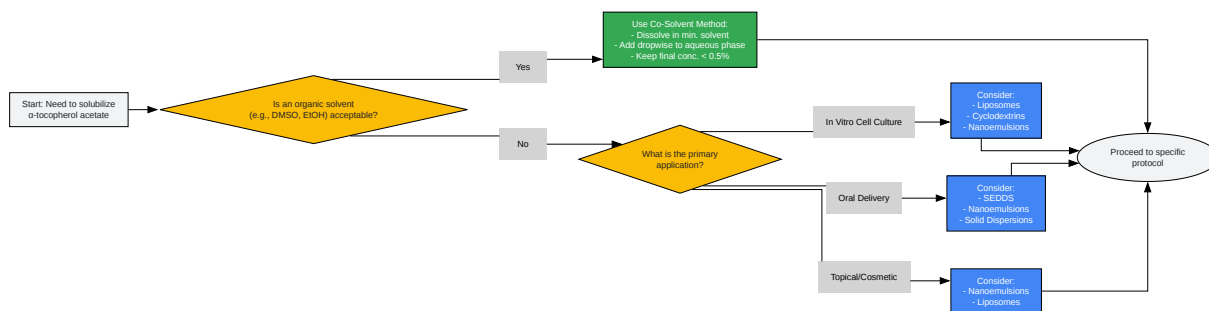 Start: Need to solubilize
α-tocopherol acetate
Is an organic solvent
(e.g., DMSO, EtOH) acceptable?
Yes
Use Co-Solvent Method:
- Dissolve in min. solvent
- Add dropwise to aqueous phase
- Keep final conc. < 0.5%
No
What is the primary
application?
In Vitro Cell Culture
Consider:
- Liposomes
- Cyclodextrins
- Nanoemulsions
Oral Delivery
Consider:
- SEDDS
- Nanoemulsions
- Solid Dispersions
Topical/Cosmetic
Consider:
- Nanoemulsions
- Liposomes
Proceed to specific
protocol